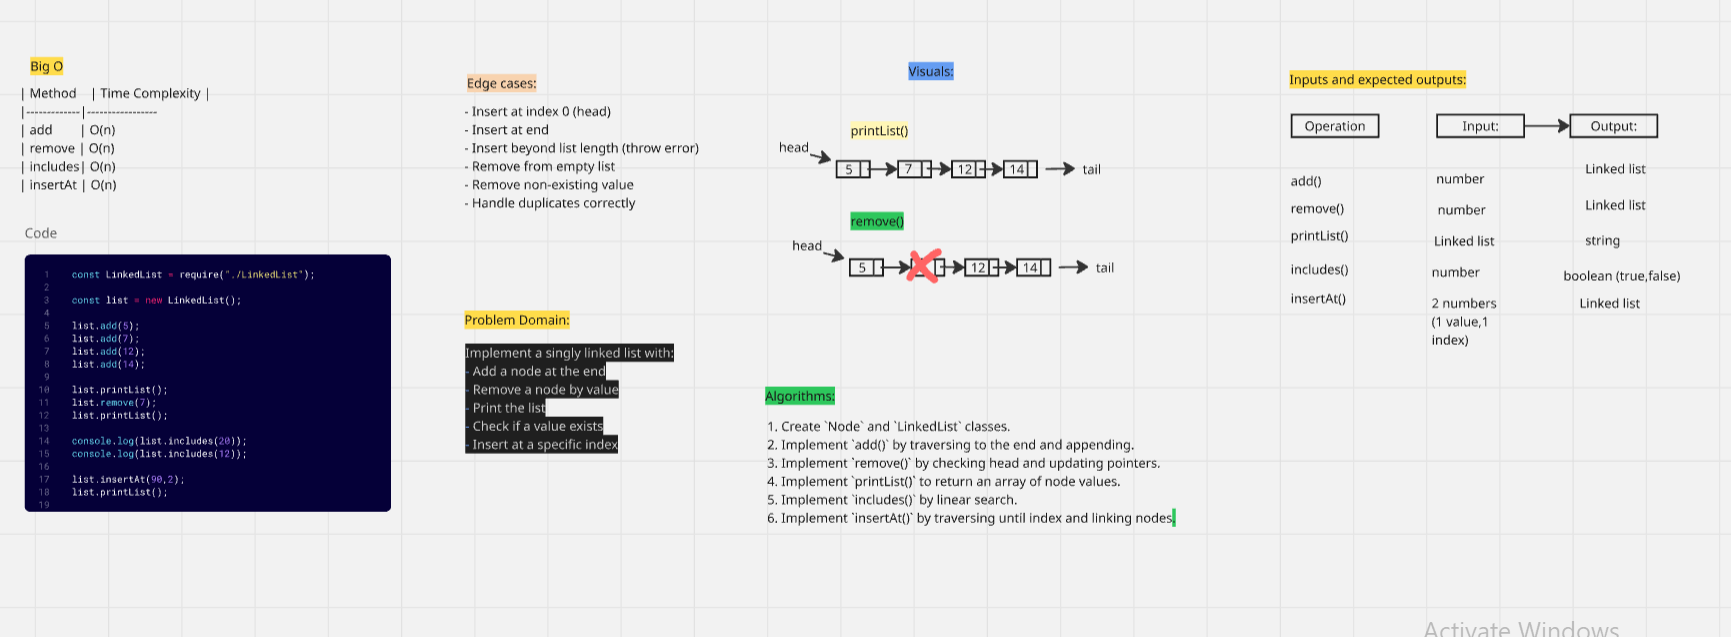 Big O
| Method | Time Complexity |
|-------------|-----------------
| add | O(n)
| remove | O(n)
| includes| O(n)
| insertAt | O(n)
Code
1 const LinkedList = require("./LinkedList");
2
3 const list = new LinkedList();
4
5 list.add(5);
6 list.add(7);
7 list.add(12);
8 list.add(14);
9
10 list.printList();
11 list.remove(7);
12 list.printList();
13
14 console.log(list.includes(20));
15 console.log(list.includes(12));
16
17 list.insertAt(90,2);
18 list.printList();
19
Edge cases:
- Insert at index 0 (head)
- Insert at end
- Insert beyond list length (throw error)
- Remove from empty list
- Remove non-existing value
- Handle duplicates correctly
Problem Domain:
Implement a singly linked list with:
- Add a node at the end
- Remove a node by value
- Print the list
- Check if a value exists
- Insert at a specific index
Visuals:
printList()
head
5 7 12 14 tail
remove()
head
5 12 14 tail
Algorithms:
1. Create `Node` and `LinkedList` classes.
2. Implement `add()` by traversing to the end and appending.
3. Implement `remove()` by checking head and updating pointers.
4. Implement `printList()` to return an array of node values.
5. Implement `includes()` by linear search.
6. Implement `insertAt()` by traversing until index and linking nodes.
Inputs and expected outputs:
Operation Input: Output:
add() number Linked list
remove() number Linked list
printList() Linked list string
includes() number boolean (true,false)
insertAt() 2 numbers Linked list
(1 value,1
index)
Activate Windows